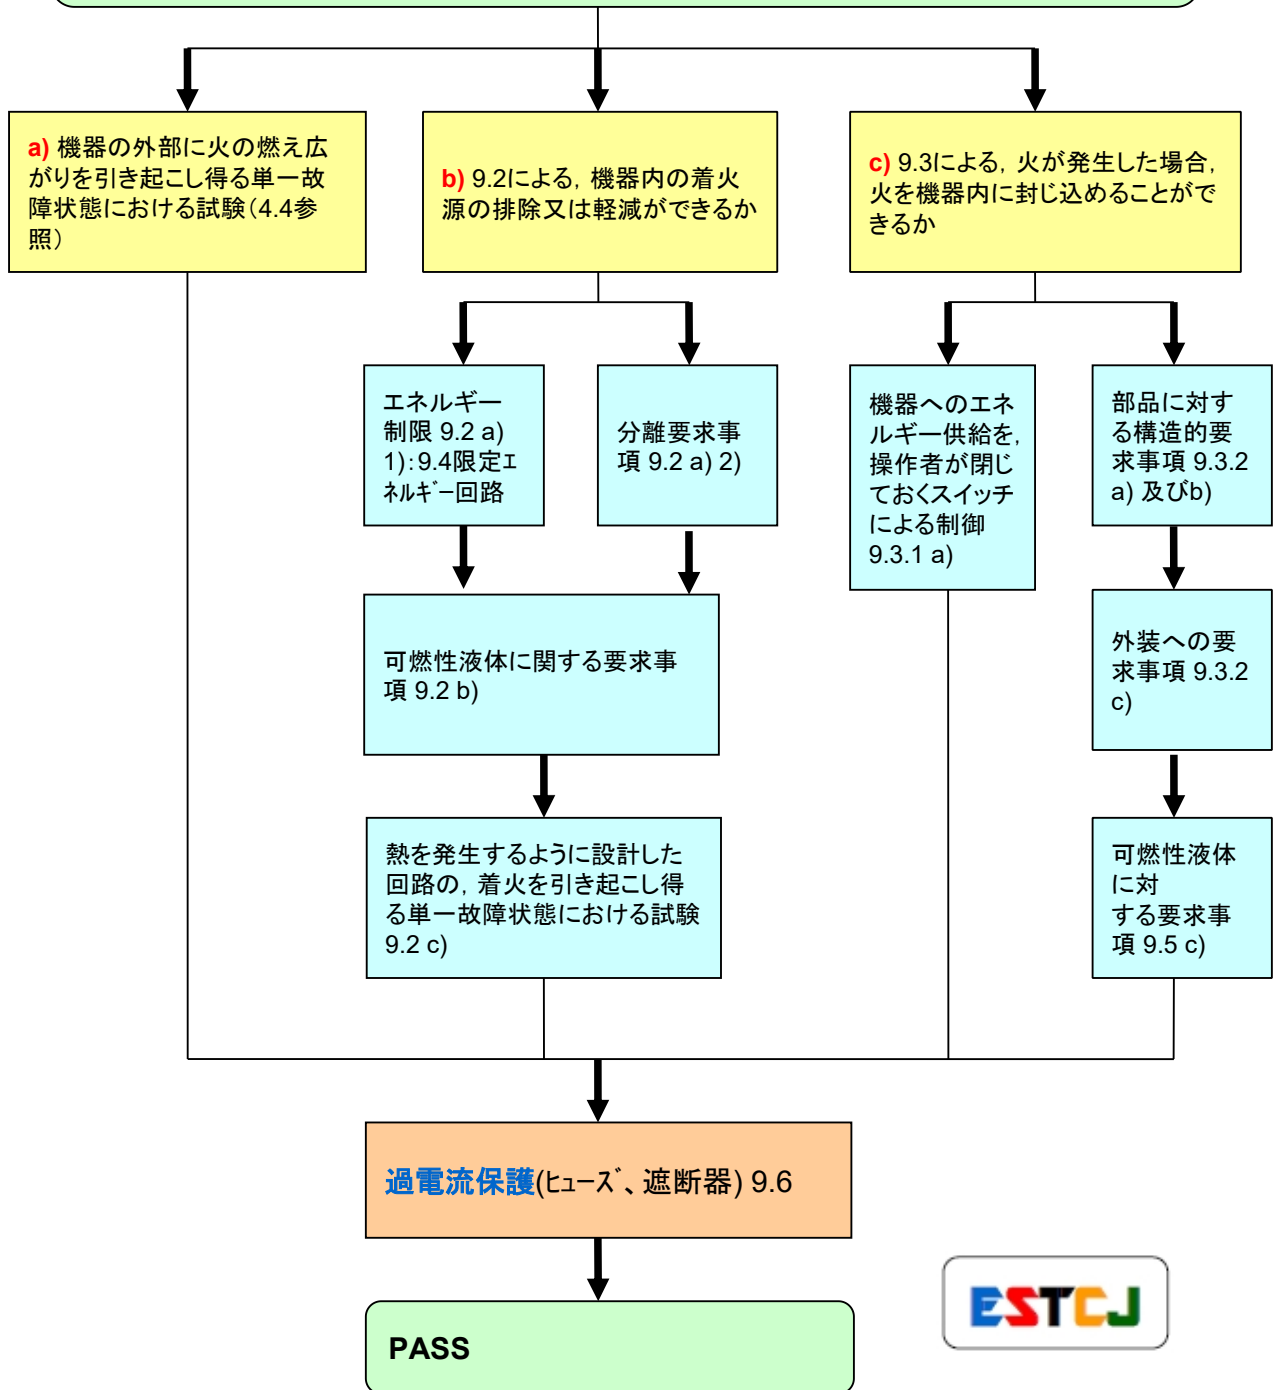 a) 機器の外部に火の燃え広
がりを引き起こし得る単一故
障状態における試験（4.4参
照）
b) 9.2による，機器内の着火
源の排除又は軽減ができるか
c) 9.3による，火が発生した場合，
火を機器内に封じ込めることがで
きるか
エネルギー
制限 9.2 a)
1)：9.4限定ｴ
ﾈﾙｷﾞｰ回路
分離要求事
項 9.2 a) 2)
機器へのエネ
ルギー供給を，
操作者が閉じ
ておくスイッチ
による制御
9.3.1 a)
部品に対す
る構造的要
求事項 9.3.2
a) 及びb)
可燃性液体に関する要求事
項 9.2 b)
外装への要
求事項 9.3.2
c)
熱を発生するように設計した
回路の，着火を引き起こし得
る単一故障状態における試験
9.2 c)
可燃性液体
に対
する要求事
項 9.5 c)
過電流保護(ﾋｭｰｽﾞ、遮断器) 9.6
PASS
ESTCJ